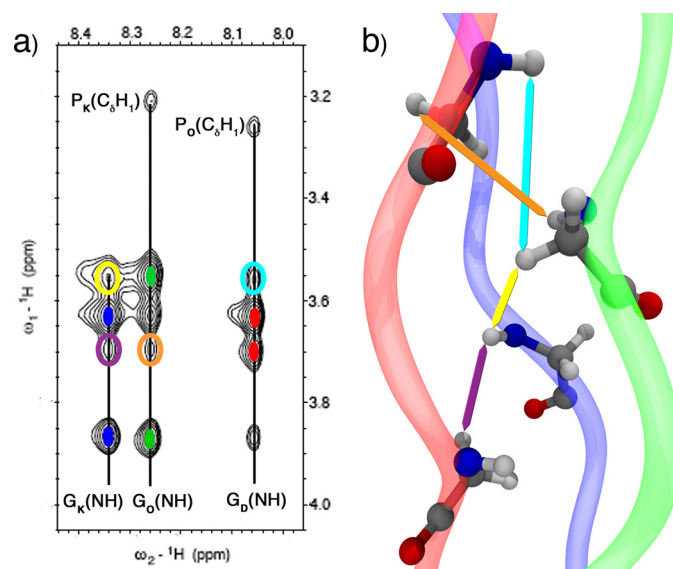 a)
b)
8.4 8.3 8.2 8.1 8.0
P_K(C_δH_1)
P_O(C_δH_1)
3.2
3.4
3.6
3.8
4.0
ω_1 - ¹H (ppm)
G_K(NH) G_O(NH) G_D(NH)
ω_2 - ¹H (ppm)